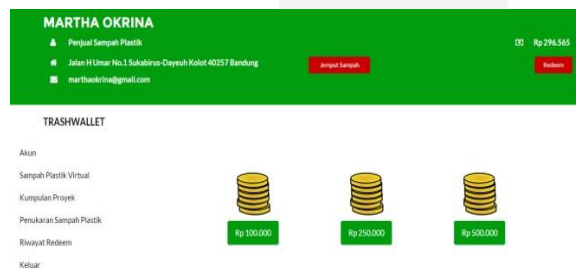 MARTHA OKRINA
Penjual Sampah Plastik
Rp 296.565
Jalan H Umar No.1 Sukabirus-Dayeuh Kolot 40257 Bandung
Jemput Sampah
Redeem
marthaokrina@gmail.com
TRASHWALLET
Akun
Sampah Plastik Virtual
Kumpulan Proyek
Penukaran Sampah Plastik
Riwayat Redeem
Keluar
Rp 100.000
Rp 250.000
Rp 500.000